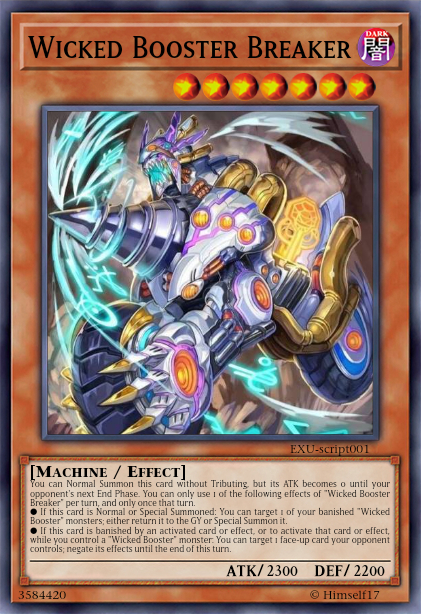 Wicked Booster Breaker
DARK
闇
EXU-script001
[Machine / Effect]
You can Normal Summon this card without Tributing, but its ATK becomes 0 until your
opponent's next End Phase. You can only use 1 of the following effects of "Wicked Booster
Breaker" per turn, and only once that turn.
● If this card is Normal or Special Summoned: You can target 1 of your banished "Wicked
Booster" monsters; either return it to the GY or Special Summon it.
● If this card is banished by an activated card or effect, or to activate that card or effect,
while you control a "Wicked Booster" monster: You can target 1 face-up card your opponent
controls; negate its effects until the end of this turn.
ATK/ 2300 DEF/ 2200
3584420 © Himself17